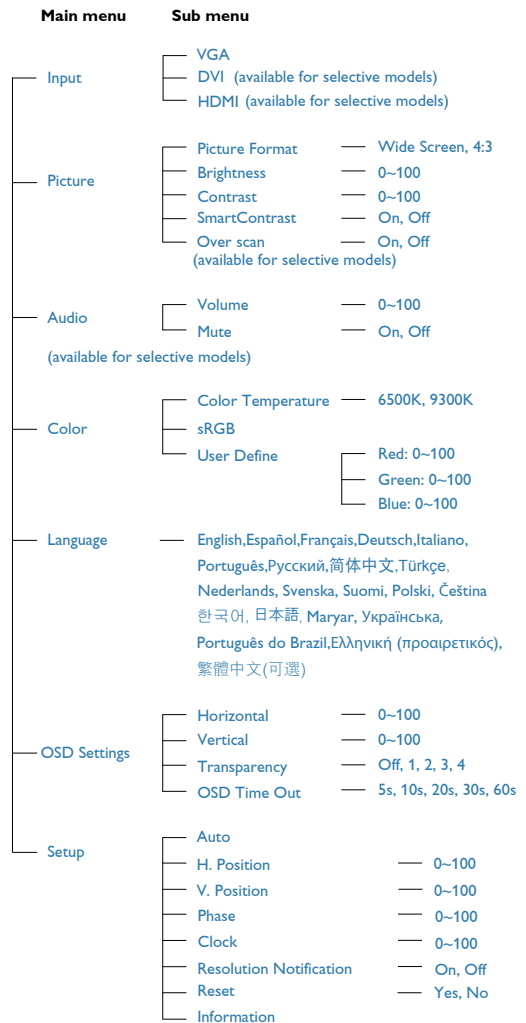 Main menu Sub menu
VGA
Input DVI (available for selective models)
HDMI (available for selective models)
Picture Format Wide Screen, 4:3
Brightness 0~100
Picture
Contrast 0~100
SmartContrast On, Off
Over scan On, Off
(available for selective models)
Volume 0~100
Audio
Mute On, Off
(available for selective models)
Color Temperature 6500K, 9300K
Color sRGB
User Define Red: 0~100
Green: 0~100
Blue: 0~100
Language English,Español,Français,Deutsch,Italiano,
Português,Русский,简体中文,Türkçe,
Nederlands, Svenska, Suomi, Polski, Čeština
한국어, 日本語, Maryar, Українська,
Português do Brazil,Ελληνική (προαιρετικός),
繁體中文(可選)
Horizontal 0~100
Vertical 0~100
OSD Settings
Transparency Off, 1, 2, 3, 4
OSD Time Out 5s, 10s, 20s, 30s, 60s
Auto
Setup
H. Position 0~100
V. Position 0~100
Phase 0~100
Clock 0~100
Resolution Notification On, Off
Reset Yes, No
Information